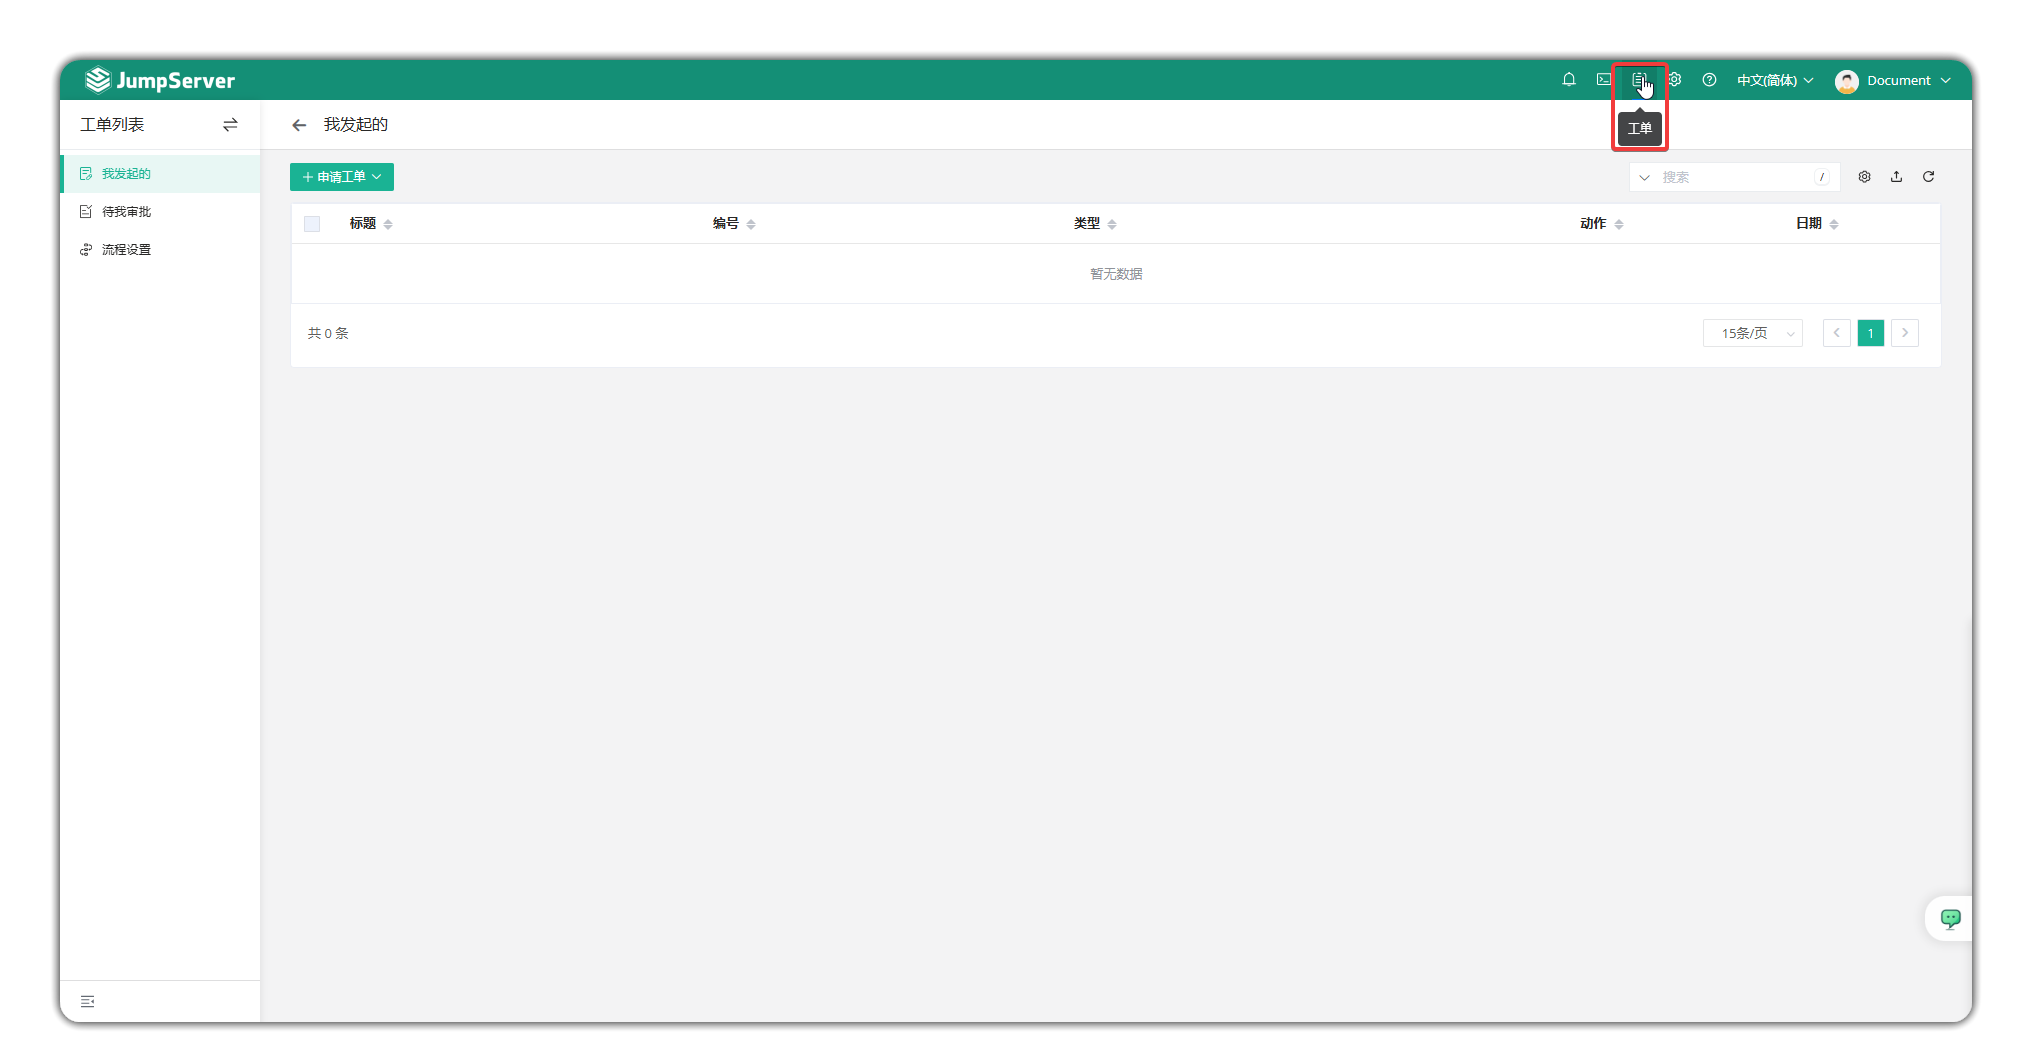 JumpServer
中文(简体)
Document
工单列表
我发起的
工单
我发起的
待我审批
流程设置
申请工单
搜索
/
标题
编号
类型
动作
日期
暂无数据
共 0 条
15条/页
1